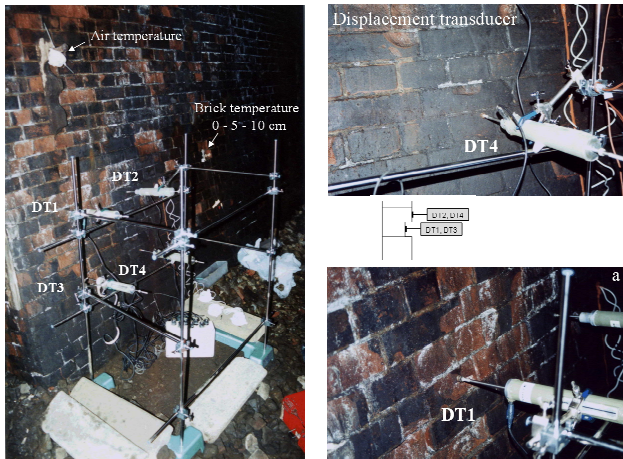 Air temperature
Brick temperature
0 - 5 - 10 cm
DT2
DT1
DT4
DT3
Displacement transducer
DT4
DT2, DT4
DT1, DT3
a
DT1